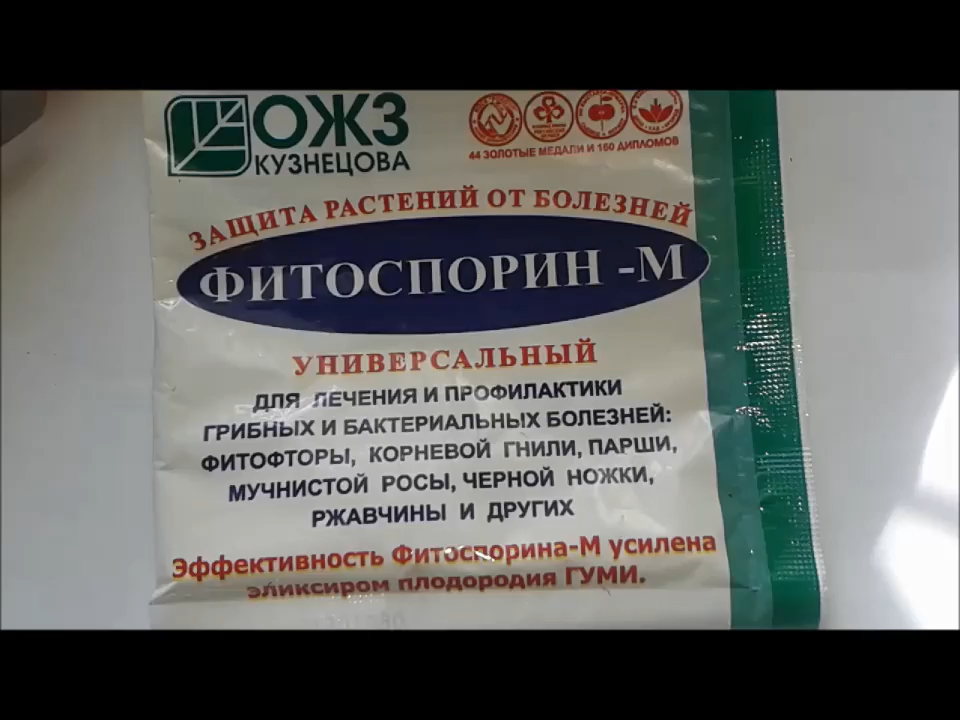 ОЖЗ
КУЗНЕЦОВА
44 ЗОЛОТЫЕ МЕДАЛИ И 160 ДИПЛОМОВ
ЗАЩИТА РАСТЕНИЙ ОТ БОЛЕЗНЕЙ
ФИТОСПОРИН -М
УНИВЕРСАЛЬНЫЙ
ДЛЯ ЛЕЧЕНИЯ И ПРОФИЛАКТИКИ
ГРИБНЫХ И БАКТЕРИАЛЬНЫХ БОЛЕЗНЕЙ:
ФИТОФТОРЫ, КОРНЕВОЙ ГНИЛИ, ПАРШИ,
МУЧНИСТОЙ РОСЫ, ЧЕРНОЙ НОЖКИ,
РЖАВЧИНЫ И ДРУГИХ
Эффективность Фитоспорина-М усилена
эликсиром плодородия ГУМИ.